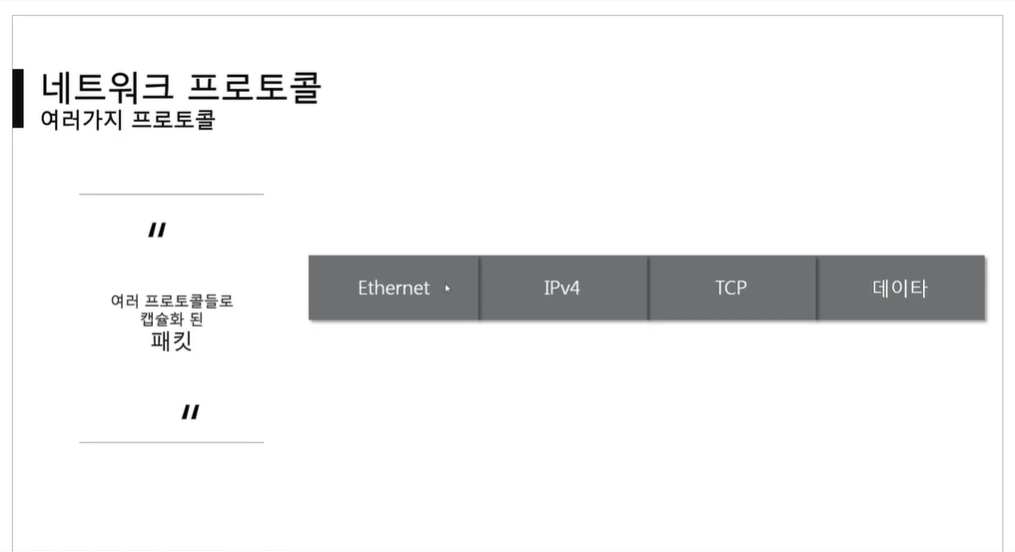 네트워크 프로토콜
여러가지 프로토콜
“
여러 프로토콜들로
캡슐화 된
패킷
“
Ethernet IPv4 TCP 데이타